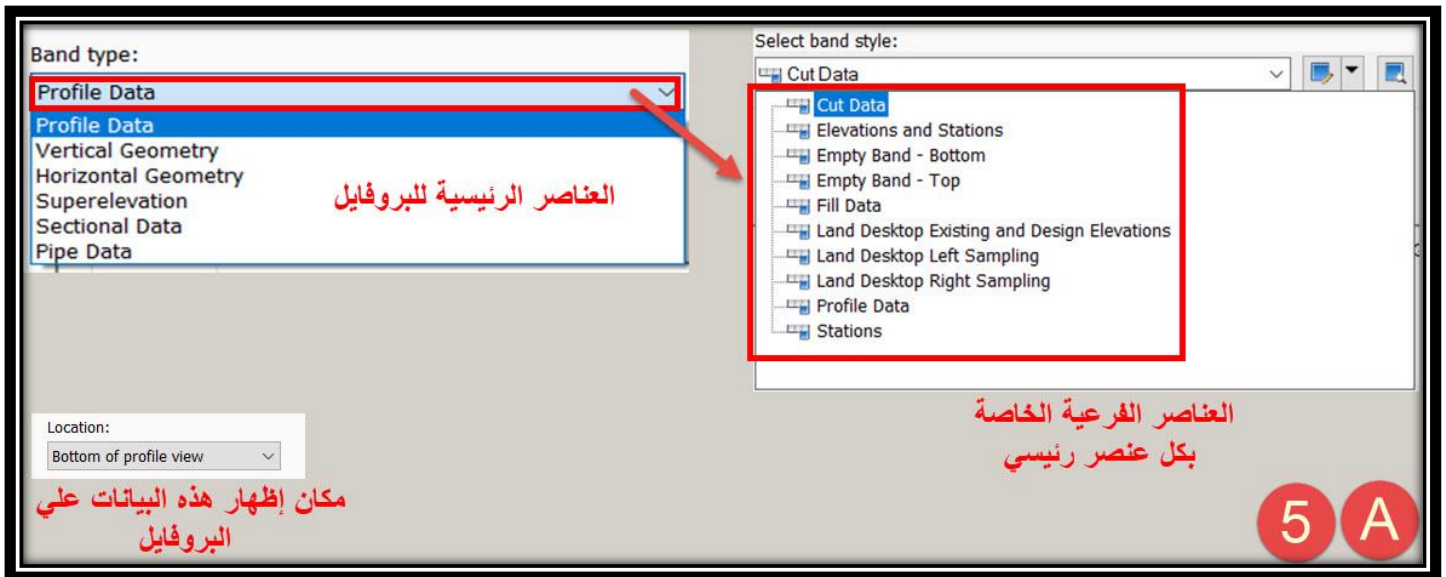 Band type:
Profile Data
Profile Data
Vertical Geometry
Horizontal Geometry
Superelevation
Sectional Data
Pipe Data
العناصر الرئيسية للبروفايل
Select band style:
Cut Data
Cut Data
Elevations and Stations
Empty Band - Bottom
Empty Band - Top
Fill Data
Land Desktop Existing and Design Elevations
Land Desktop Left Sampling
Land Desktop Right Sampling
Profile Data
Stations
العناصر الفرعية الخاصة
بكل عنصر رئيسي
Location:
Bottom of profile view
مكان إظهار هذه البيانات علي
البروفايل
5 A